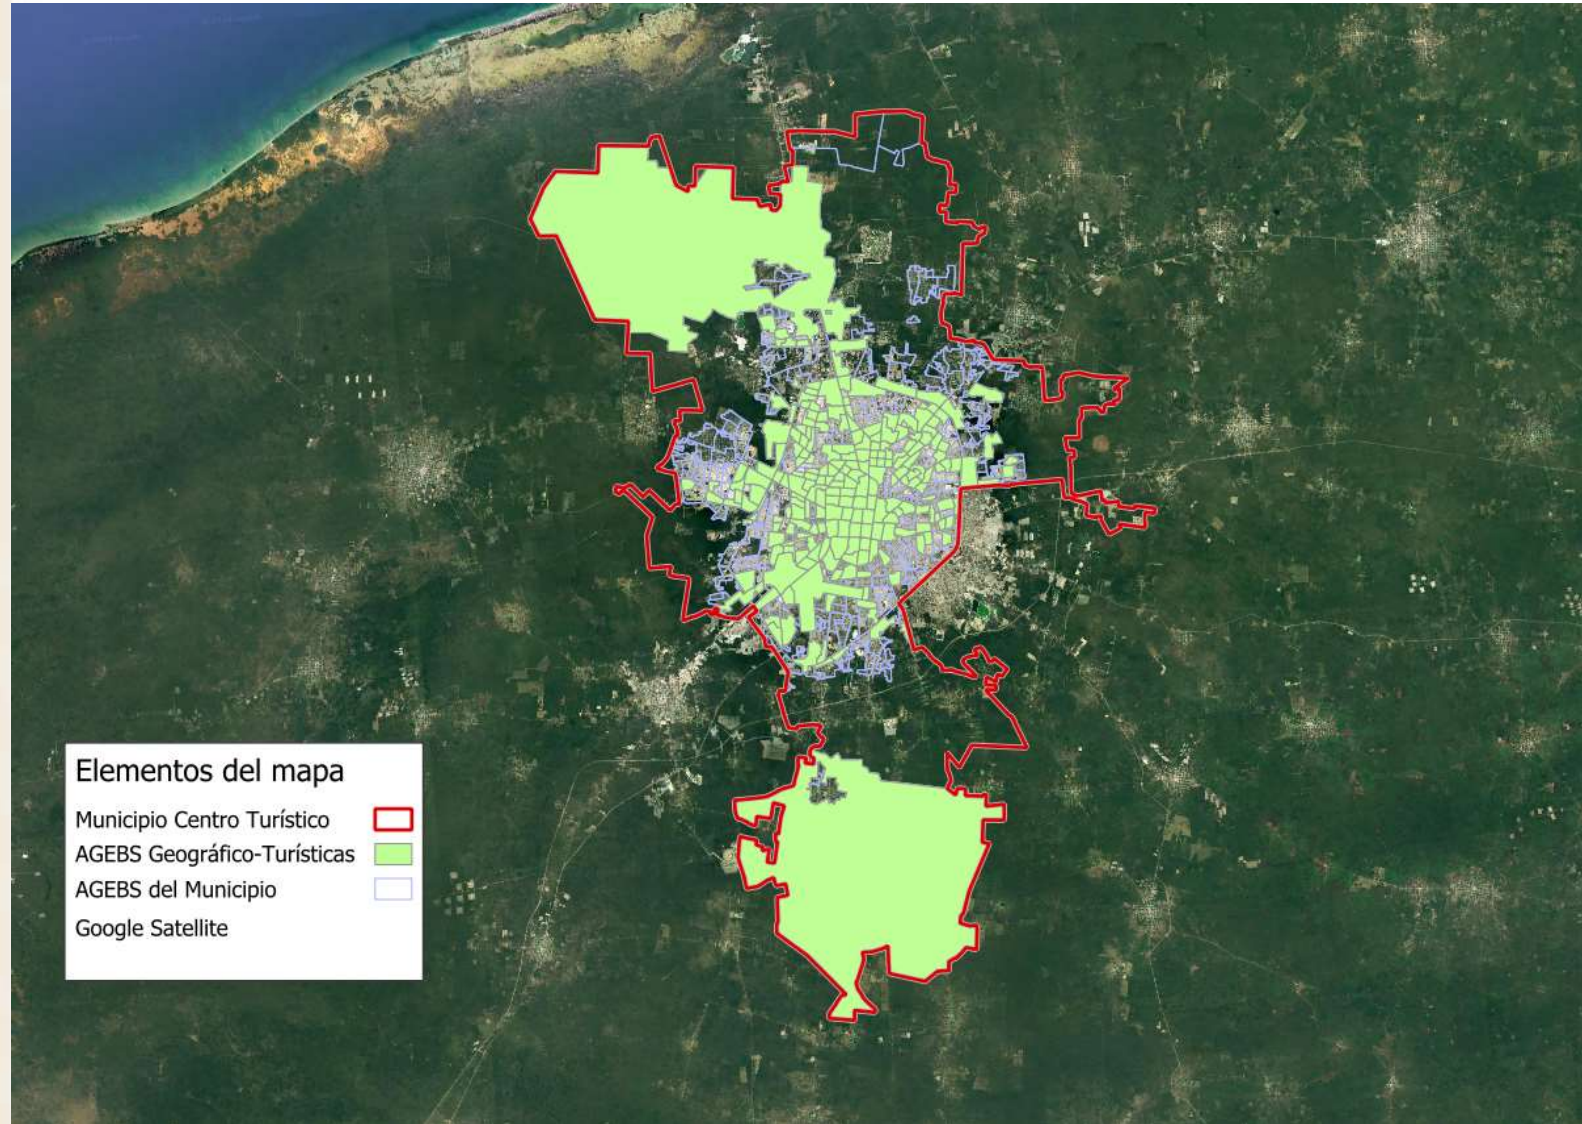 Elementos del mapa
Municipio Centro Turístico
AGEBS Geográfico-Turísticas
AGEBS del Municipio
Google Satellite